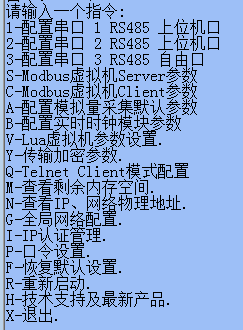 请输入一个指令:
1-配置串口 1 RS485 上位机口
2-配置串口 2 RS485 上位机口
3-配置串口 3 RS485 自由口
S-Modbus虚拟机Server参数
C-Modbus虚拟机Client参数
A-配置模拟量采集默认参数
B-配置实时时钟模块参数
V-Lua虚拟机参数设置.
Y-传输加密参数.
Q-Telnet Client模式配置
M-查看剩余内存空间.
N-查看IP、网络物理地址.
G-全局网络配置.
I-IP认证管理.
P-口令设置.
F-恢复默认设置.
R-重新启动.
H-技术支持及最新产品.
X-退出.